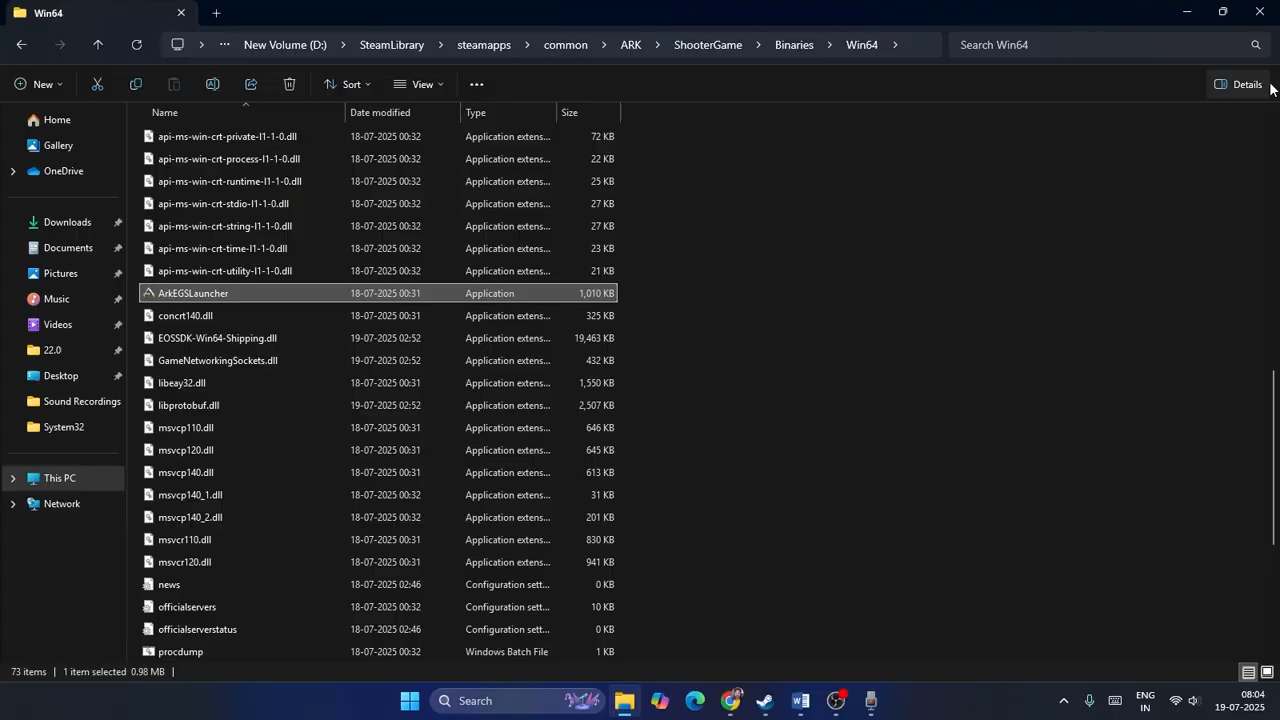 Win64
New Volume (D:) SteamLibrary steamapps common ARK ShooterGame Binaries Win64 Search Win64
New Sort View Details
Name Date modified Type Size
Home
Gallery
OneDrive
Downloads
Documents
Pictures
Music
Videos
22.0
Desktop
Sound Recordings
System32
This PC
Network
api-ms-win-crt-private-l1-1-0.dll 18-07-2025 00:32 Application extens... 72 KB
api-ms-win-crt-process-l1-1-0.dll 18-07-2025 00:32 Application extens... 22 KB
api-ms-win-crt-runtime-l1-1-0.dll 18-07-2025 00:32 Application extens... 25 KB
api-ms-win-crt-stdio-l1-1-0.dll 18-07-2025 00:32 Application extens... 27 KB
api-ms-win-crt-string-l1-1-0.dll 18-07-2025 00:32 Application extens... 27 KB
api-ms-win-crt-time-l1-1-0.dll 18-07-2025 00:32 Application extens... 23 KB
api-ms-win-crt-utility-l1-1-0.dll 18-07-2025 00:32 Application extens... 21 KB
ArkEGSLauncher 18-07-2025 00:31 Application 1,010 KB
concrt140.dll 18-07-2025 00:31 Application extens... 325 KB
EOSSDK-Win64-Shipping.dll 19-07-2025 02:52 Application extens... 19,463 KB
GameNetworkingSockets.dll 19-07-2025 02:52 Application extens... 432 KB
libeay32.dll 18-07-2025 00:31 Application extens... 1,550 KB
libprotobuf.dll 19-07-2025 02:52 Application extens... 2,507 KB
msvcp110.dll 18-07-2025 00:31 Application extens... 646 KB
msvcp120.dll 18-07-2025 00:31 Application extens... 645 KB
msvcp140.dll 18-07-2025 00:31 Application extens... 613 KB
msvcp140_1.dll 18-07-2025 00:32 Application extens... 31 KB
msvcp140_2.dll 18-07-2025 00:32 Application extens... 201 KB
msvcr110.dll 18-07-2025 00:31 Application extens... 830 KB
msvcr120.dll 18-07-2025 00:31 Application extens... 941 KB
news 18-07-2025 02:46 Configuration sett... 0 KB
officialservers 18-07-2025 00:32 Configuration sett... 10 KB
officialserverstatus 18-07-2025 02:46 Configuration sett... 0 KB
procdump 18-07-2025 00:32 Windows Batch File 1 KB
73 items 1 item selected 0.98 MB
Search
ENG 08:04
IN 19-07-2025